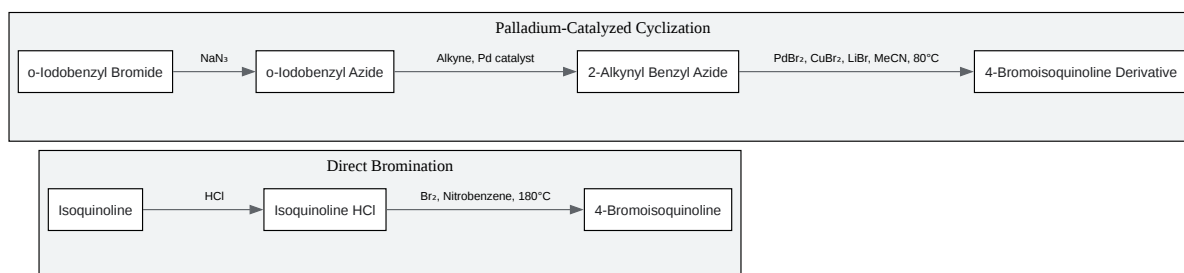 Palladium-Catalyzed Cyclization
o-Iodobenzyl Bromide
NaN₃
o-Iodobenzyl Azide
Alkyne, Pd catalyst
2-Alkynyl Benzyl Azide
PdBr₂, CuBr₂, LiBr, MeCN, 80°C
4-Bromoisoquinoline Derivative
Direct Bromination
Isoquinoline
HCl
Isoquinoline HCl
Br₂, Nitrobenzene, 180°C
4-Bromoisoquinoline